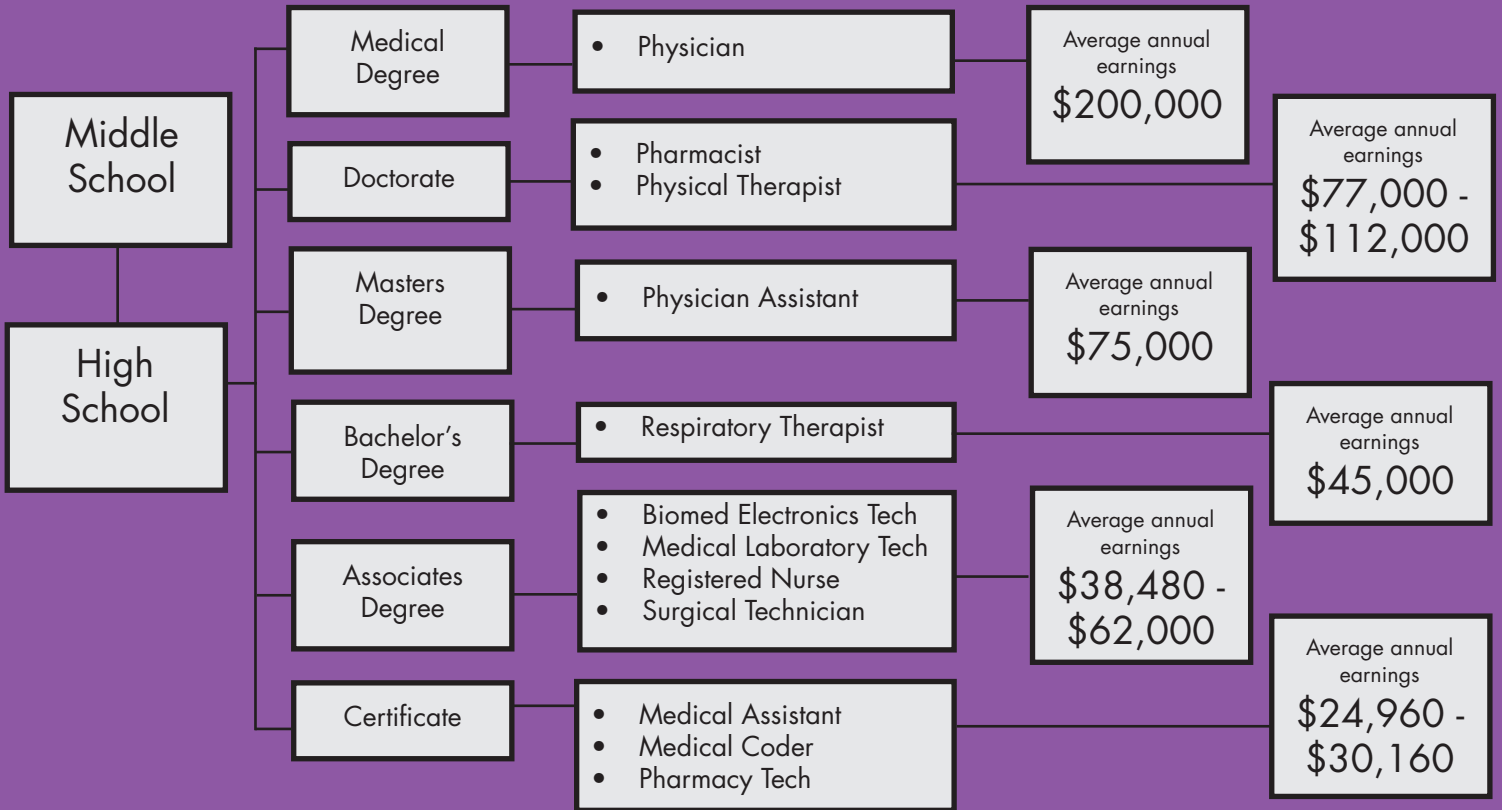 Middle
School
High
School
Medical
Degree
• Physician
Average annual
earnings
$200,000
Doctorate
• Pharmacist
• Physical Therapist
Average annual
earnings
$77,000 -
$112,000
Masters
Degree
• Physician Assistant
Average annual
earnings
$75,000
Bachelor's
Degree
• Respiratory Therapist
Average annual
earnings
$45,000
Associates
Degree
• Biomed Electronics Tech
• Medical Laboratory Tech
• Registered Nurse
• Surgical Technician
Average annual
earnings
$38,480 -
$62,000
Certificate
• Medical Assistant
• Medical Coder
• Pharmacy Tech
Average annual
earnings
$24,960 -
$30,160